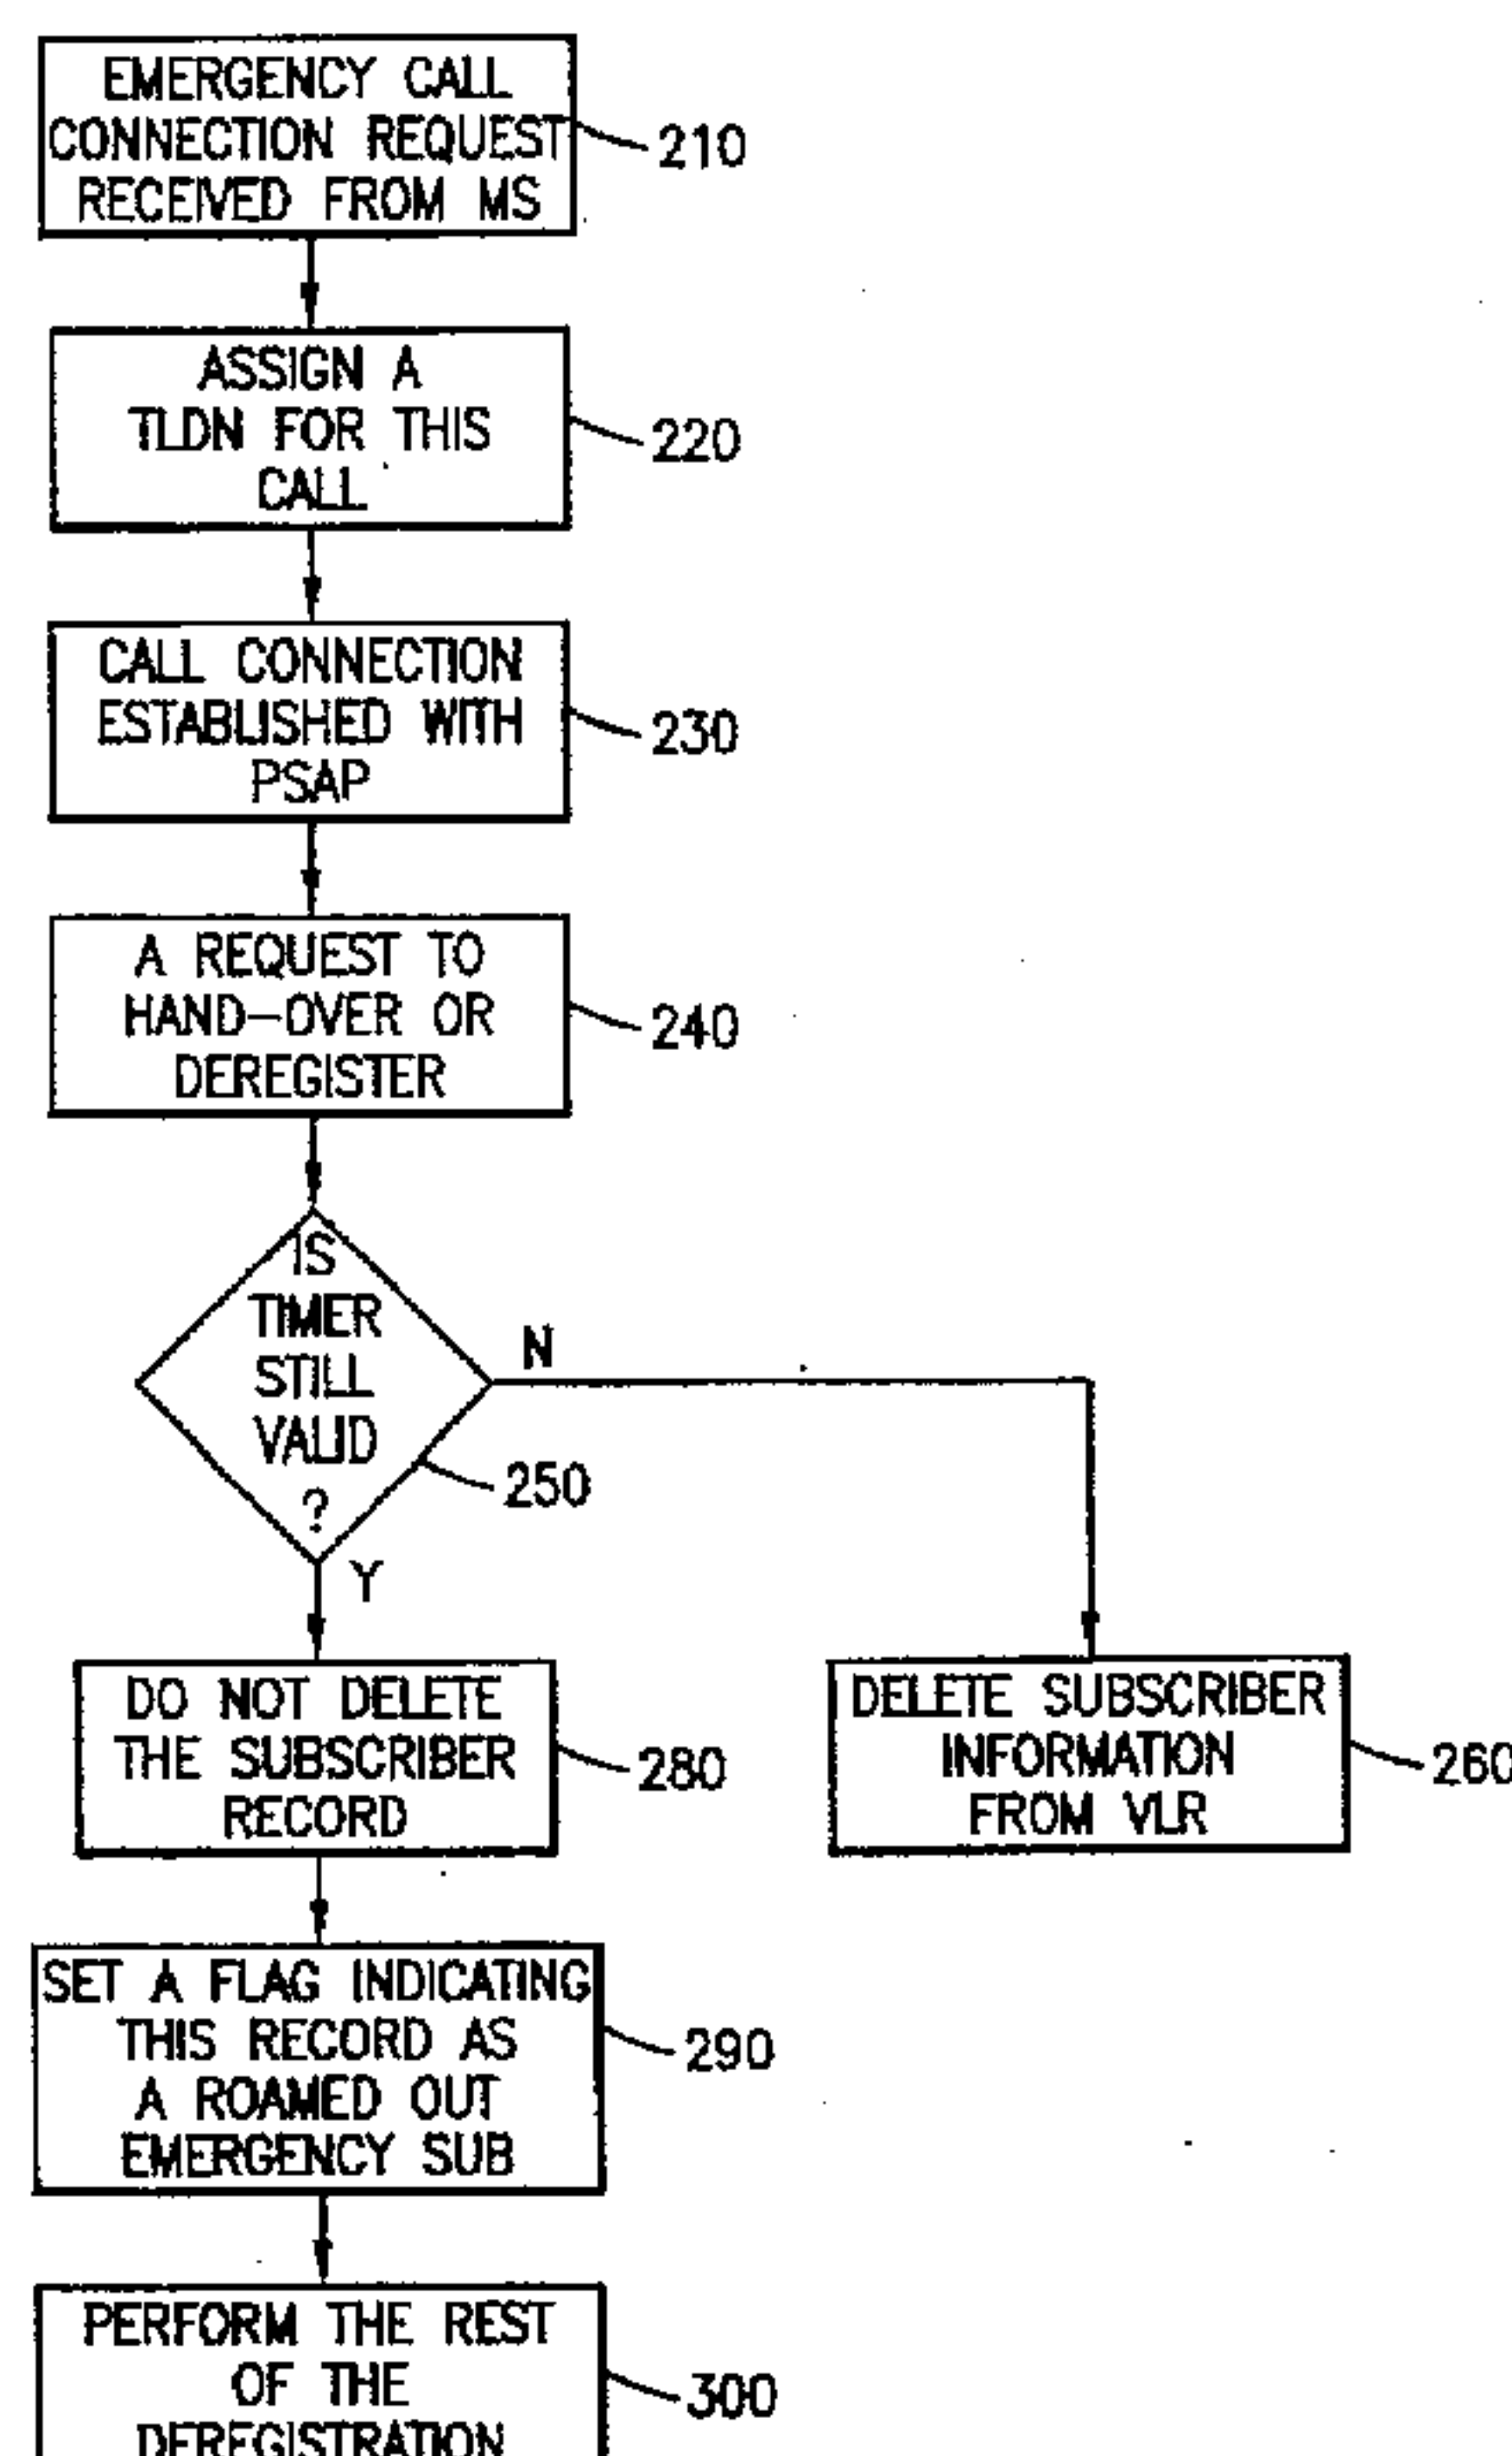 EMERGENCY CALL
CONNECTION REQUEST
RECEIVED FROM MS
210
ASSIGN A
TLDN FOR THIS
CALL
220
CALL CONNECTION
ESTABLISHED WITH
PSAP
230
A REQUEST TO
HAND-OVER OR
DEREGISTER
240
IS
TIMER
STILL
VALID
?
N
250
Y
DO NOT DELETE
THE SUBSCRIBER
RECORD
280
DELETE SUBSCRIBER
INFORMATION
FROM VLR
260
SET A FLAG INDICATING
THIS RECORD AS
A ROAMED OUT
EMERGENCY SUB
290
PERFORM THE REST
OF THE
DEREGISTRATION
300